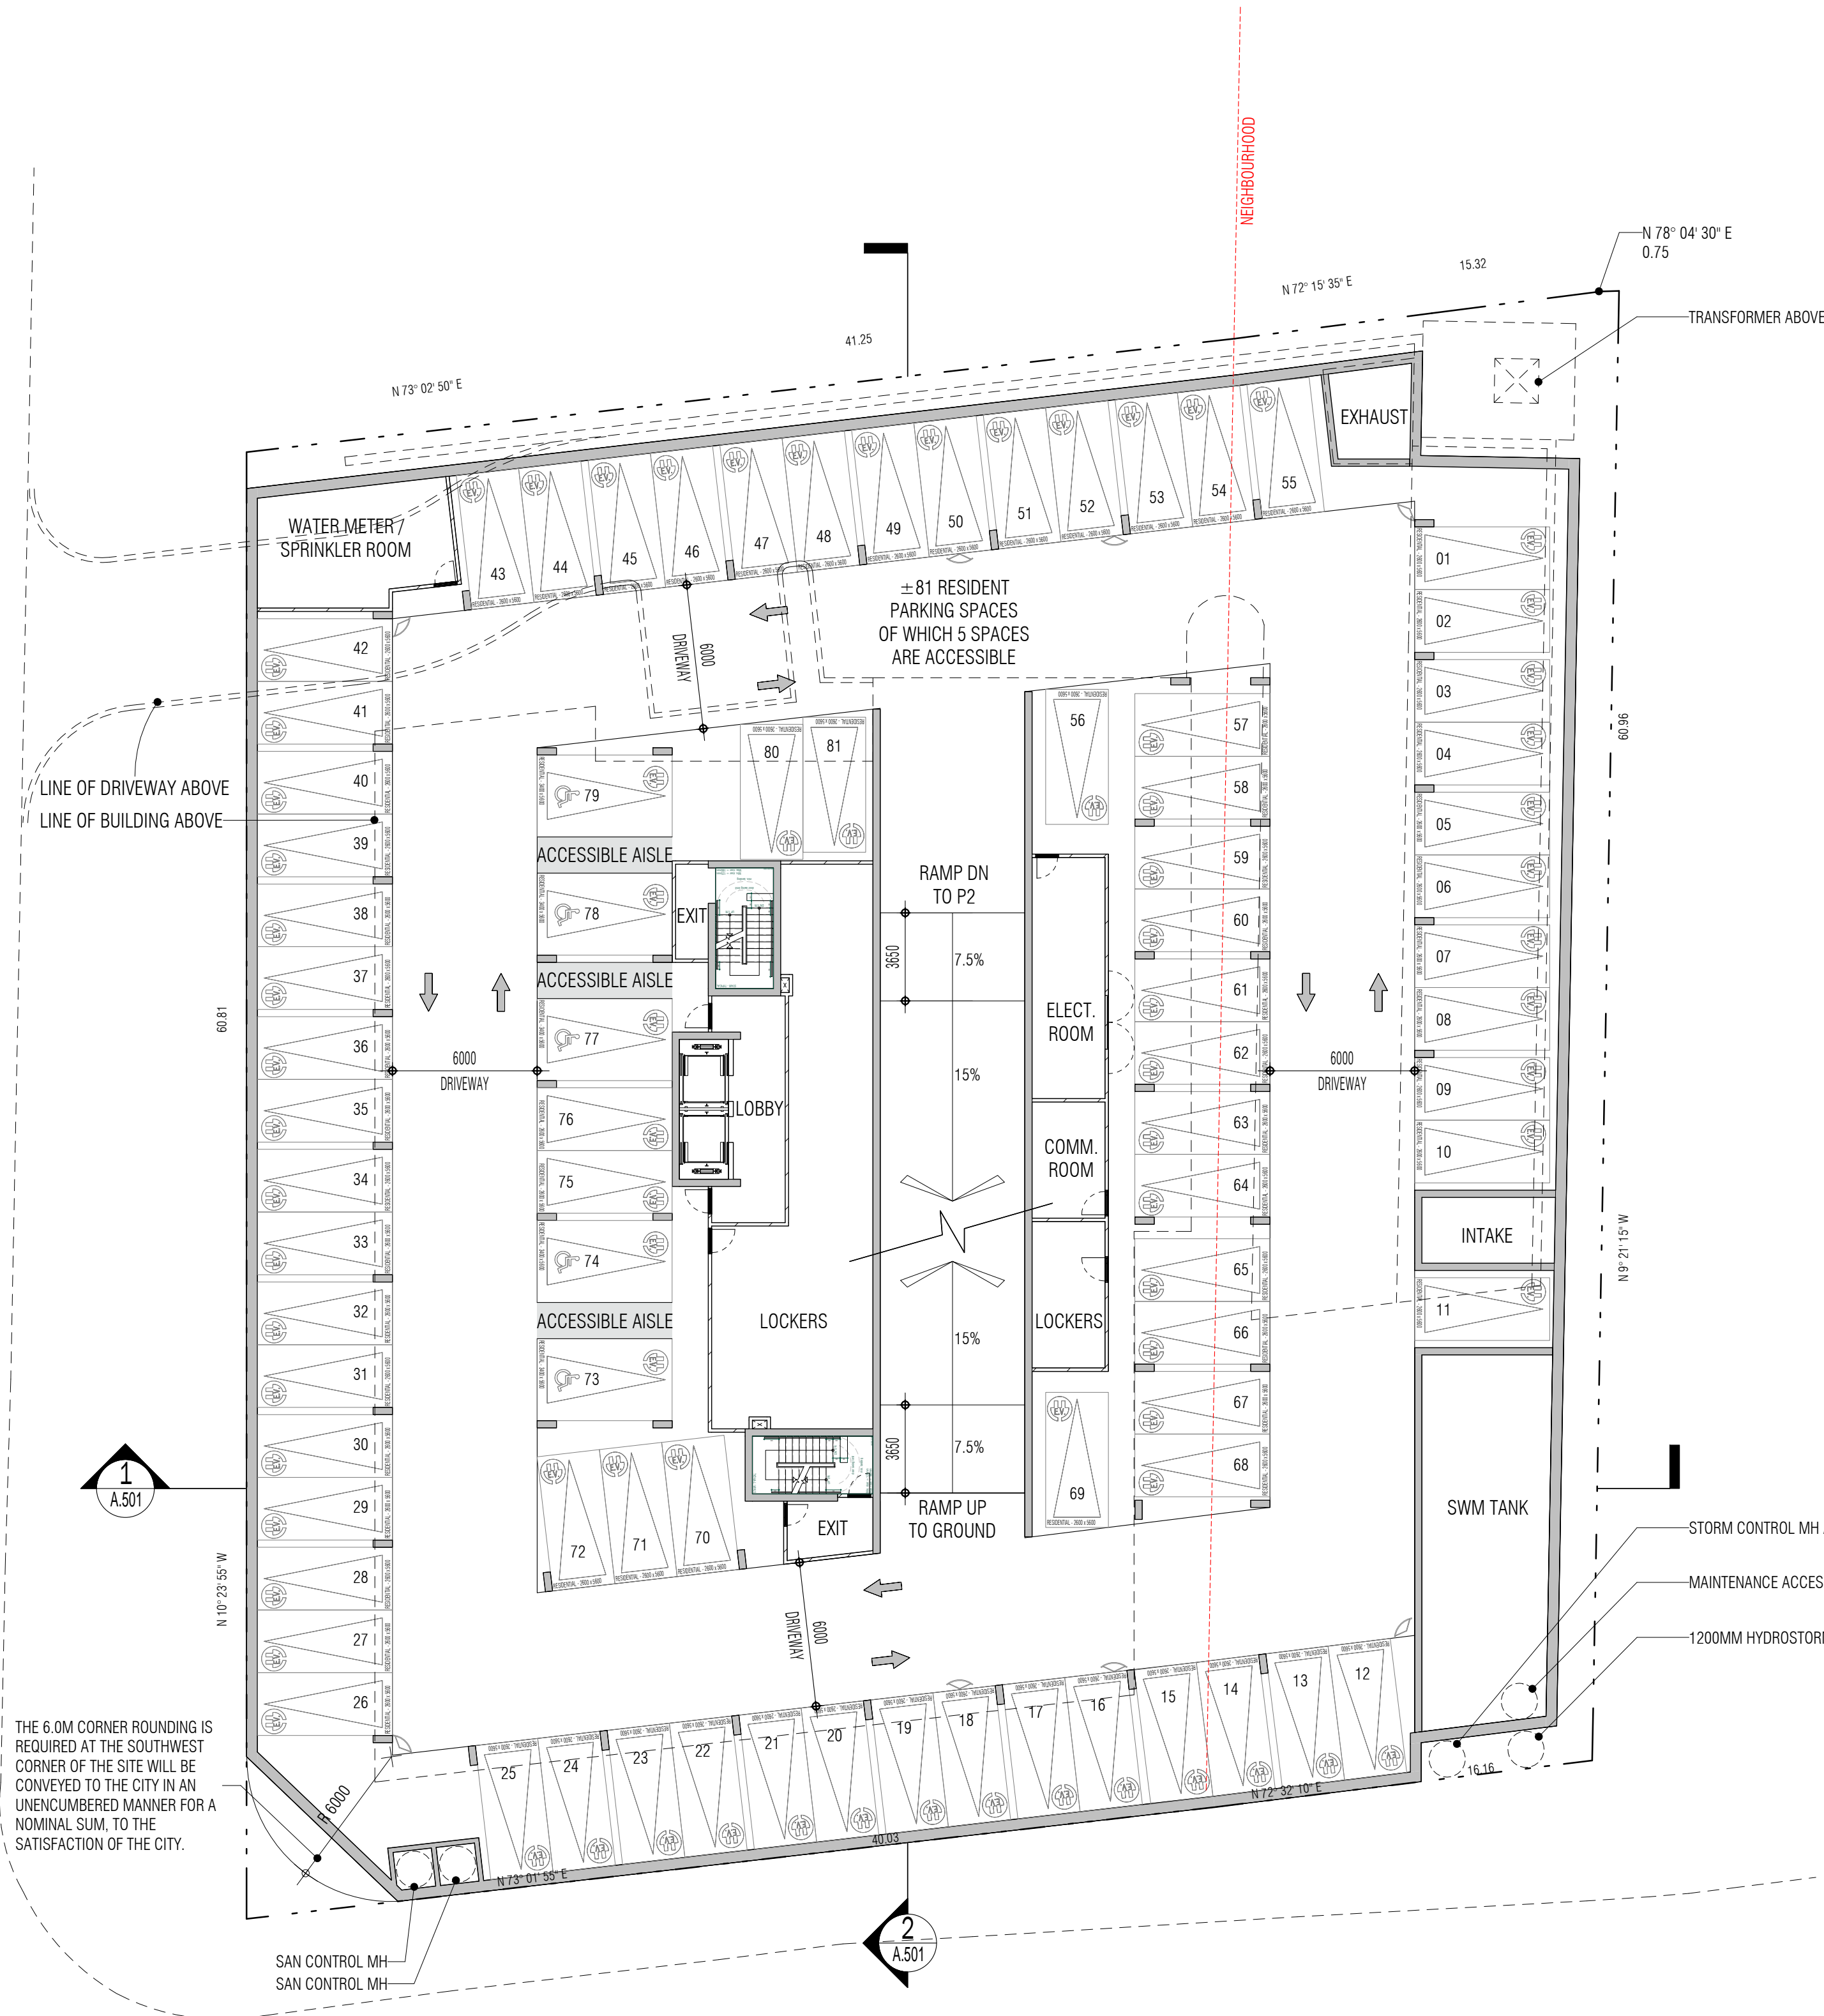 NEIGHBOURHOOD
N 78° 04' 30" E
0.75
15.32
N 72° 15' 35" E
TRANSFORMER ABOVE
41.25
N 73° 02' 50" E
EXHAUST
WATER METER /
SPRINKLER ROOM
43
44
45
46
47
48
49
50
51
52
53
54
55
±81 RESIDENT
PARKING SPACES
OF WHICH 5 SPACES
ARE ACCESSIBLE
6000
DRIVEWAY
01
02
03
04
05
06
07
08
09
10
INTAKE
11
SWM TANK
60.96
N 9° 21' 15" W
42
41
40
39
38
37
36
35
34
33
32
31
30
29
28
27
26
LINE OF DRIVEWAY ABOVE
LINE OF BUILDING ABOVE
60.81
N 10° 23' 55" W
6000
DRIVEWAY
80
81
79
ACCESSIBLE AISLE
78
ACCESSIBLE AISLE
77
76
75
74
ACCESSIBLE AISLE
73
72
71
70
EXIT
LOBBY
LOCKERS
EXIT
RAMP DN
TO P2
3650
7.5%
15%
15%
3650
7.5%
RAMP UP
TO GROUND
56
ELECT.
ROOM
COMM.
ROOM
LOCKERS
69
57
58
59
60
61
62
63
64
65
66
67
68
6000
DRIVEWAY
1
A.501
STORM CONTROL MH
MAINTENANCE ACCES
1200MM HYDROSTOR
6000
DRIVEWAY
25
24
23
22
21
20
19
18
17
16
15
14
13
12
16.16
N 72° 32' 10" E
40.03
N 73° 01' 55" E
R 6000
THE 6.0M CORNER ROUNDING IS
REQUIRED AT THE SOUTHWEST
CORNER OF THE SITE WILL BE
CONVEYED TO THE CITY IN AN
UNENCUMBERED MANNER FOR A
NOMINAL SUM, TO THE
SATISFACTION OF THE CITY.
SAN CONTROL MH
SAN CONTROL MH
2
A.501